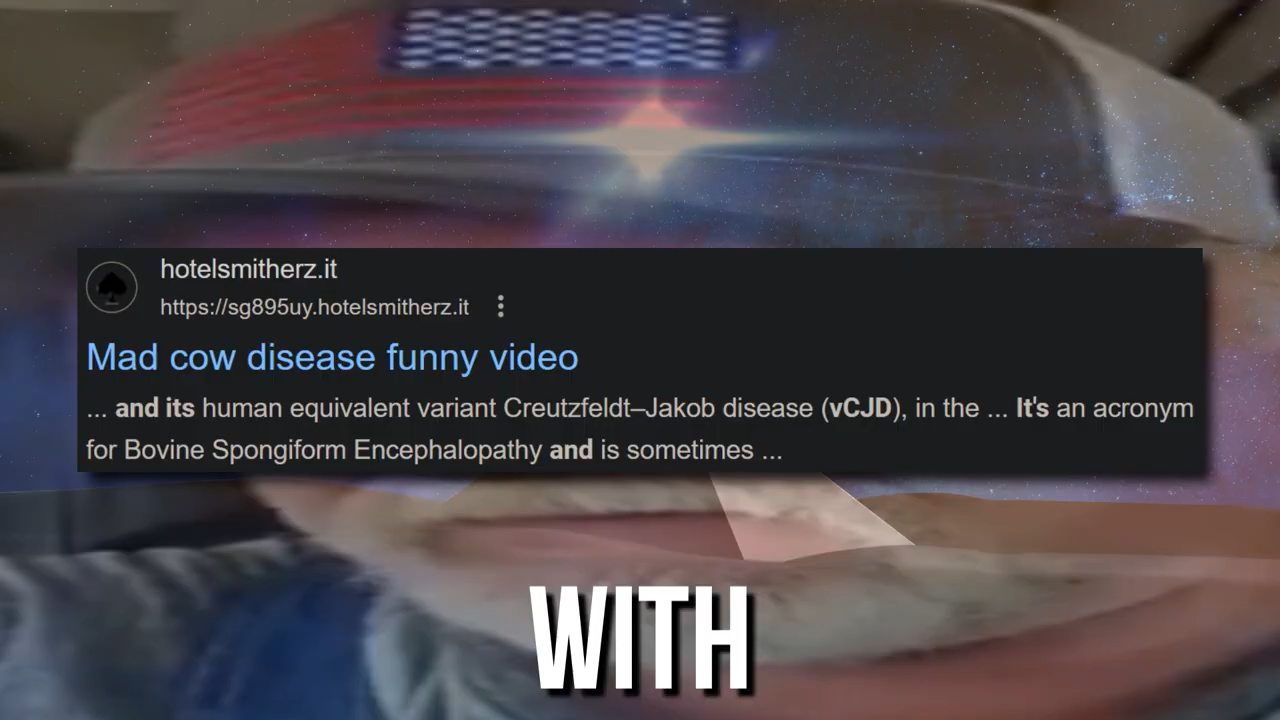 hotelsmitherz.it
https://sg895uy.hotelsmitherz.it
Mad cow disease funny video
... and its human equivalent variant Creutzfeldt–Jakob disease (vCJD), in the ... It's an acronym
for Bovine Spongiform Encephalopathy and is sometimes ...
WITH